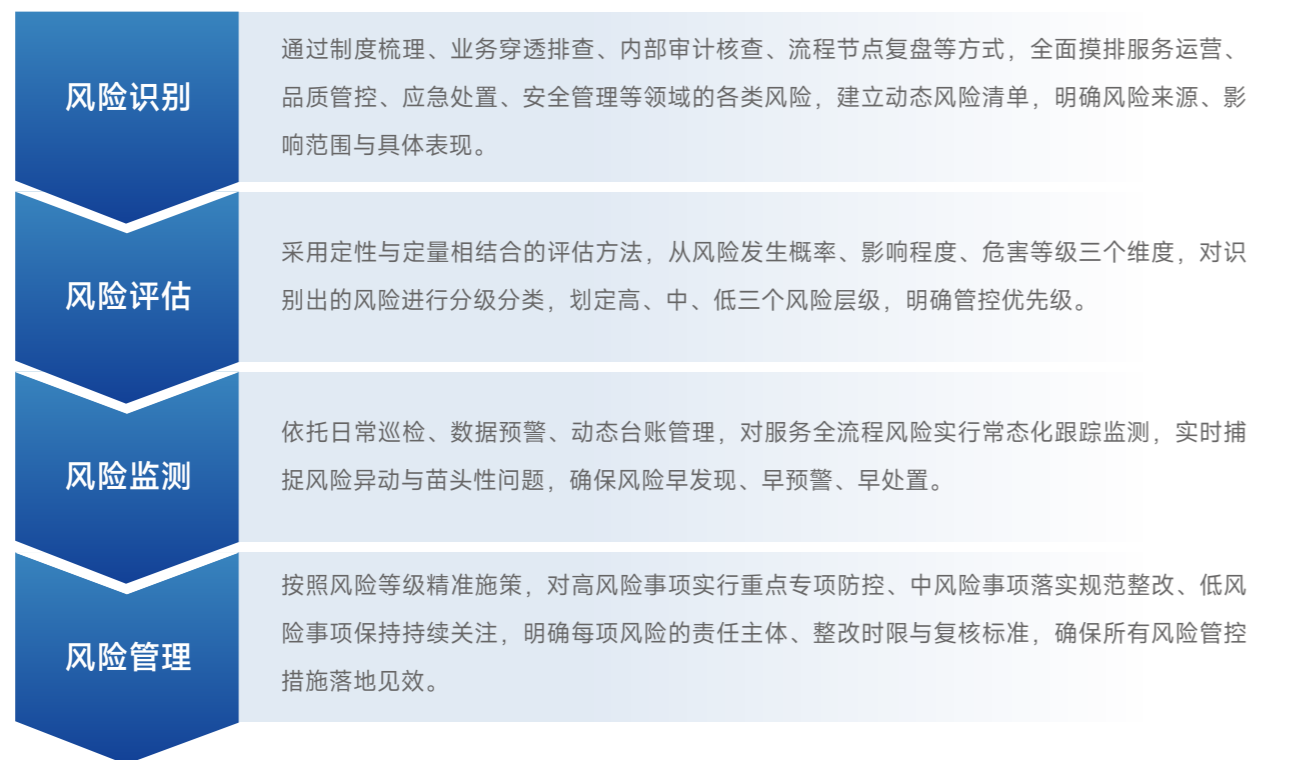 风险识别
通过制度梳理、业务穿透排查、内部审计核查、流程节点复盘等方式，全面摸排服务运营、
品质管控、应急处置、安全管理等领域的各类风险，建立动态风险清单，明确风险来源、影
响范围与具体表现。
风险评估
采用定性与定量相结合的评估方法，从风险发生概率、影响程度、危害等级三个维度，对识
别出的风险进行分级分类，划定高、中、低三个风险层级，明确管控优先级。
风险监测
依托日常巡检、数据预警、动态台账管理，对服务全流程风险实行常态化跟踪监测，实时捕
捉风险异动与苗头性问题，确保风险早发现、早预警、早处置。
风险管理
按照风险等级精准施策，对高风险事项实行重点专项防控、中风险事项落实规范整改、低风
险事项保持持续关注，明确每项风险的责任主体、整改时限与复核标准，确保所有风险管控
措施落地见效。